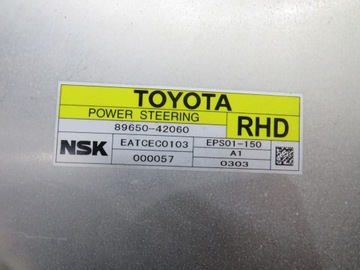 TOYOTA
POWER STEERING
89650-42060
RHD
NSK
EATCEC0103
EPS01-150
000057
A1
0303